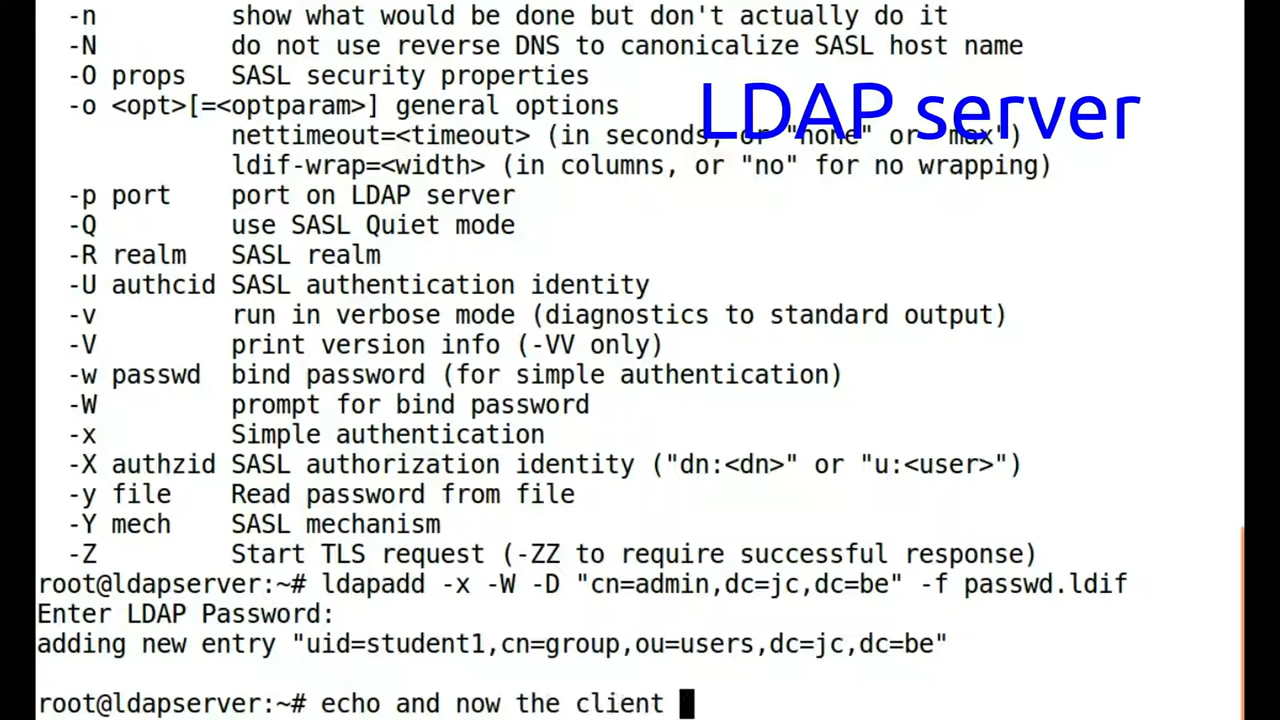 -n show what would be done but don't actually do it
-N do not use reverse DNS to canonicalize SASL host name
-O props SASL security properties
LDAP server
-o <opt>[=<optparam>] general options
nettimeout=<timeout> (in seconds, or "none" or "max")
ldif-wrap=<width> (in columns, or "no" for no wrapping)
-p port port on LDAP server
-Q use SASL Quiet mode
-R realm SASL realm
-U authcid SASL authentication identity
-v run in verbose mode (diagnostics to standard output)
-V print version info (-VV only)
-w passwd bind password (for simple authentication)
-W prompt for bind password
-x Simple authentication
-X authzid SASL authorization identity ("dn:<dn>" or "u:<user>")
-y file Read password from file
-Y mech SASL mechanism
-Z Start TLS request (-ZZ to require successful response)
root@ldapserver:~# ldapadd -x -W -D "cn=admin,dc=jc,dc=be" -f passwd.ldif
Enter LDAP Password:
adding new entry "uid=student1,cn=group,ou=users,dc=jc,dc=be"
root@ldapserver:~# echo and now the client